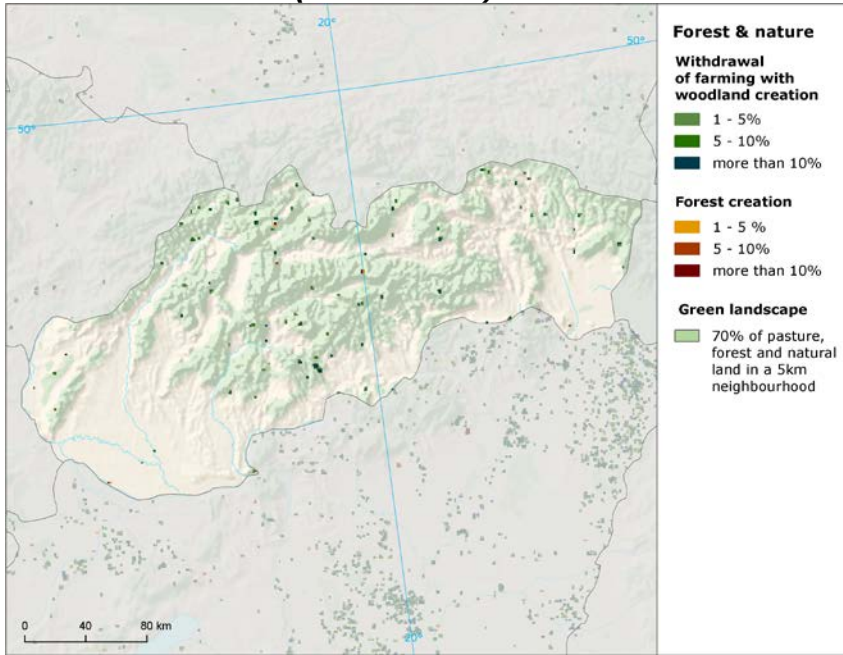 20°
50°
50°
20°
0 40 80 km
Forest & nature
Withdrawal
of farming with
woodland creation
1 - 5%
5 - 10%
more than 10%
Forest creation
1 - 5 %
5 - 10%
more than 10%
Green landscape
70% of pasture,
forest and natural
land in a 5km
neighbourhood